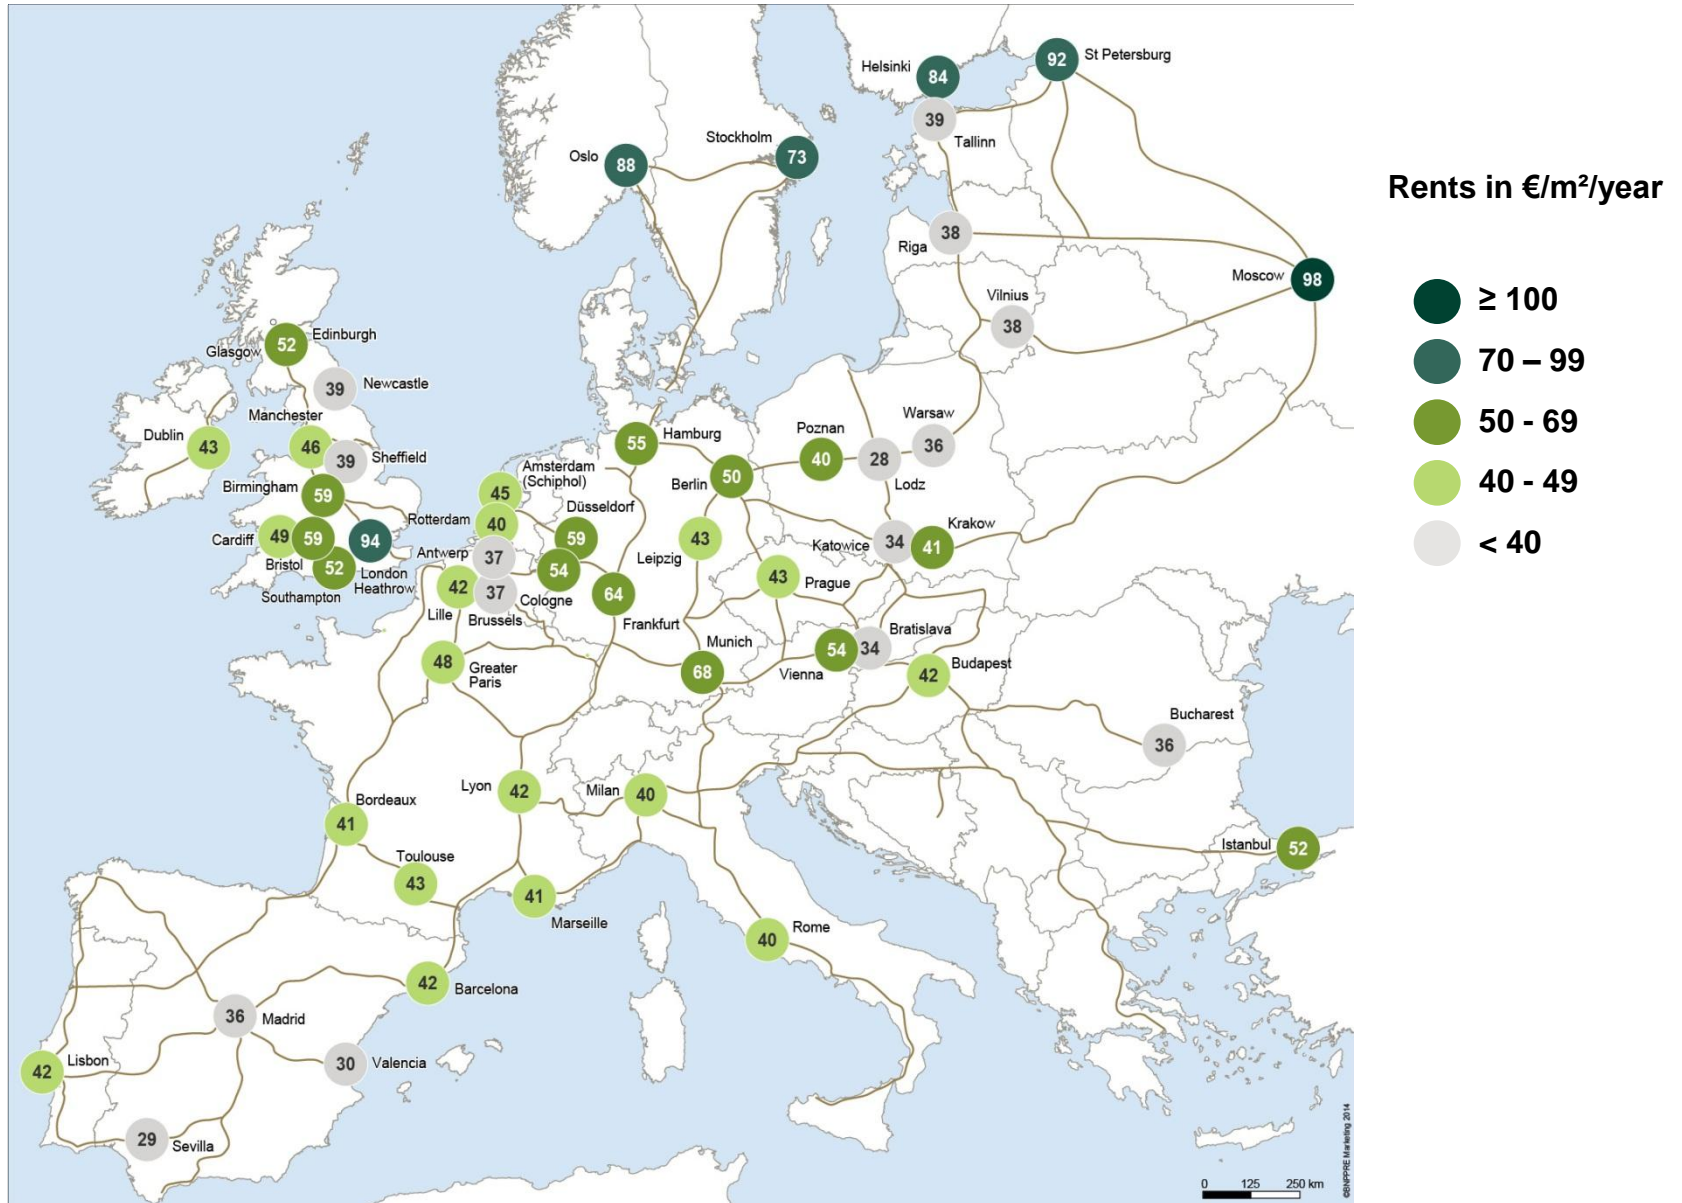 Helsinki
84
92
St Petersburg
39
Tallinn
Stockholm
73
Oslo
88
Riga
38
Moscow
98
Vilnius
38
Edinburgh
52
Glasgow
39
Newcastle
Manchester
46
Dublin
43
39
Sheffield
Birmingham
59
Cardiff
49
59
94
Bristol
52
London
Heathrow
Southampton
55
Hamburg
Amsterdam
(Schiphol)
45
Rotterdam
40
Düsseldorf
59
Antwerp
37
54
Cologne
42
37
Lille
Brussels
64
Frankfurt
Berlin
50
Poznan
40
28
Lodz
Warsaw
36
43
Leipzig
Katowice
34
41
Krakow
43
Prague
Munich
68
54
34
Bratislava
Vienna
42
Budapest
48
Greater
Paris
Bucharest
36
Lyon
42
Milan
40
Bordeaux
41
Toulouse
43
41
Marseille
Istanbul
52
40
Rome
42
Barcelona
36
Madrid
Lisbon
42
30
Valencia
29
Sevilla
0 125 250 km
©BNPPRE Marketing 2014
Rents in €/m²/year
≥ 100
70 – 99
50 - 69
40 - 49
< 40